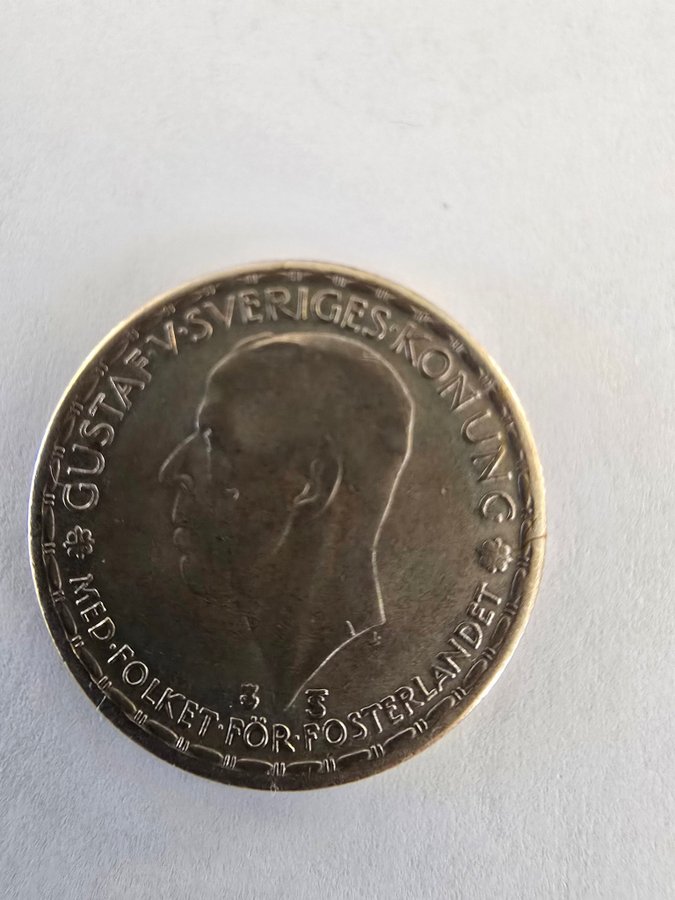 GUSTAF·V·SVERIGES·KONUNG
MED·FOLKET·FÖR·FOSTERLANDET